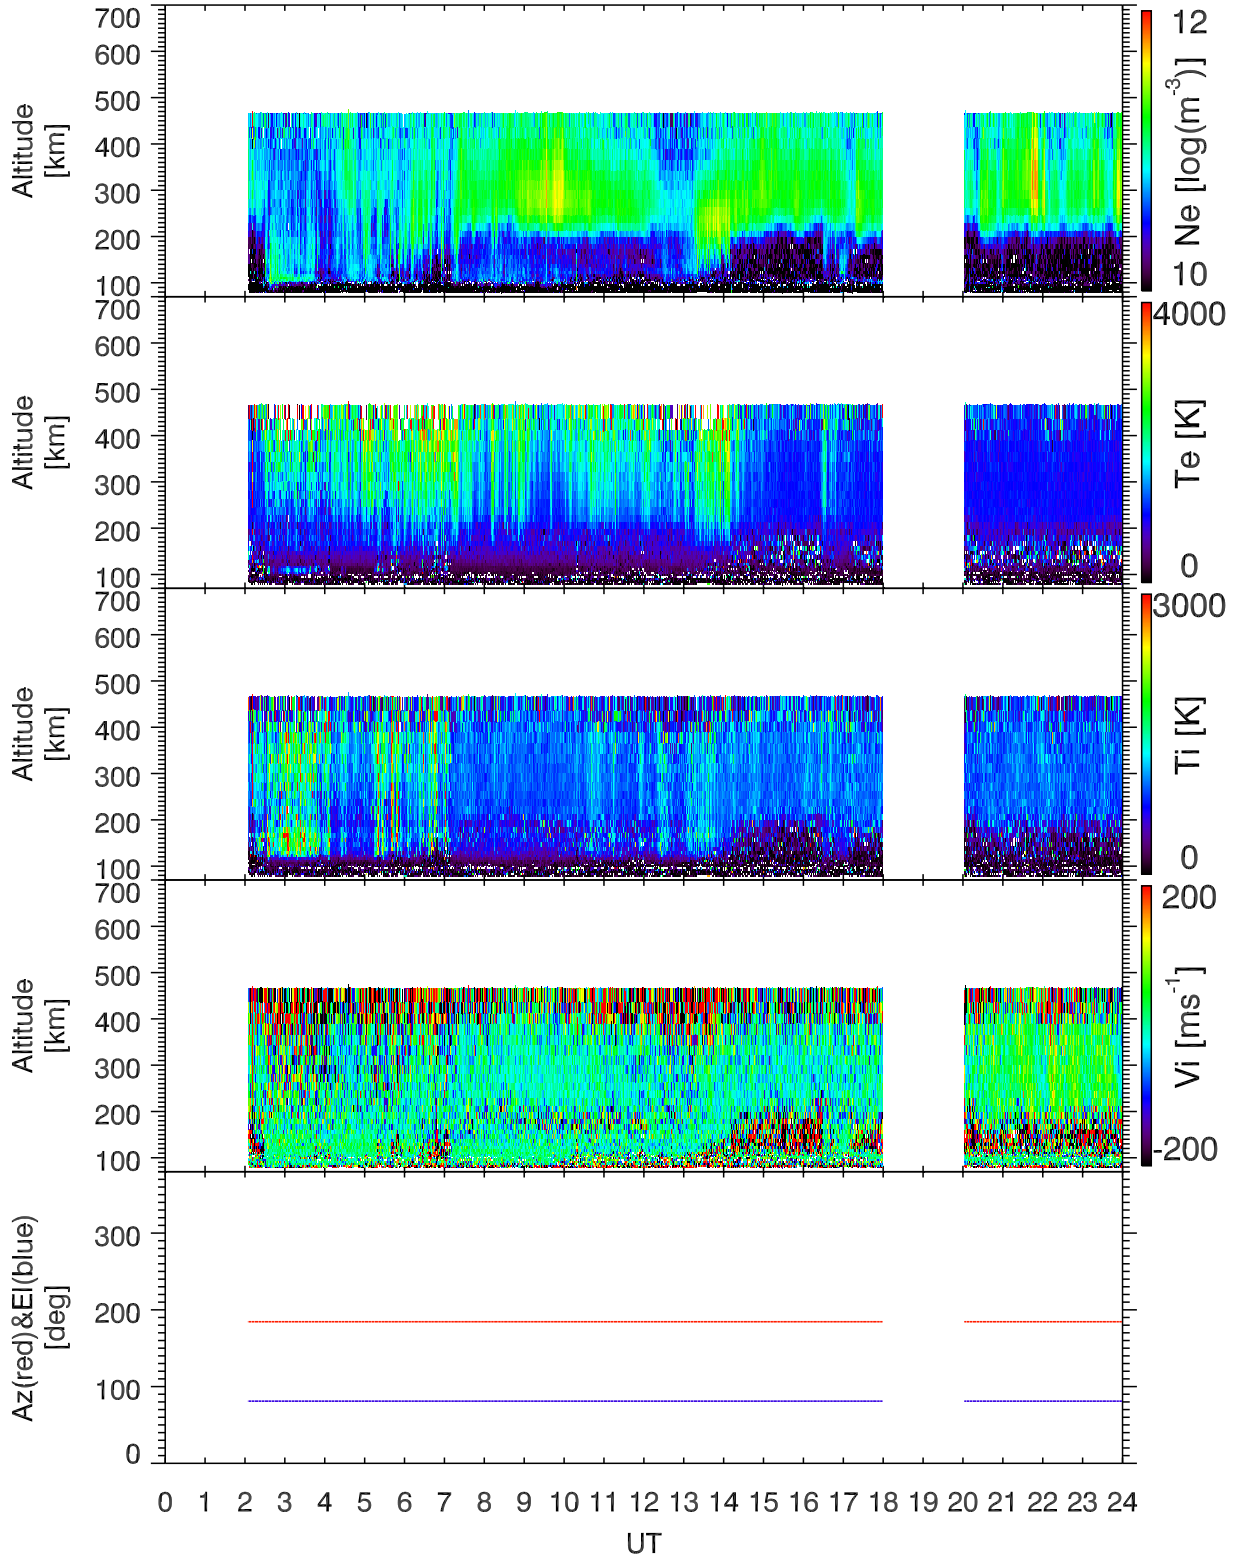 700
600
500
400
300
200
100
Altitude
[km]
12
10
Ne [log(m⁻³)]
700
600
500
400
300
200
100
Altitude
[km]
4000
0
Te [K]
700
600
500
400
300
200
100
Altitude
[km]
3000
0
Ti [K]
700
600
500
400
300
200
100
Altitude
[km]
200
-200
Vi [ms⁻¹]
300
200
100
0
Az(red)&El(blue)
[deg]
0 1 2 3 4 5 6 7 8 9 10 11 12 13 14 15 16 17 18 19 20 21 22 23 24
UT